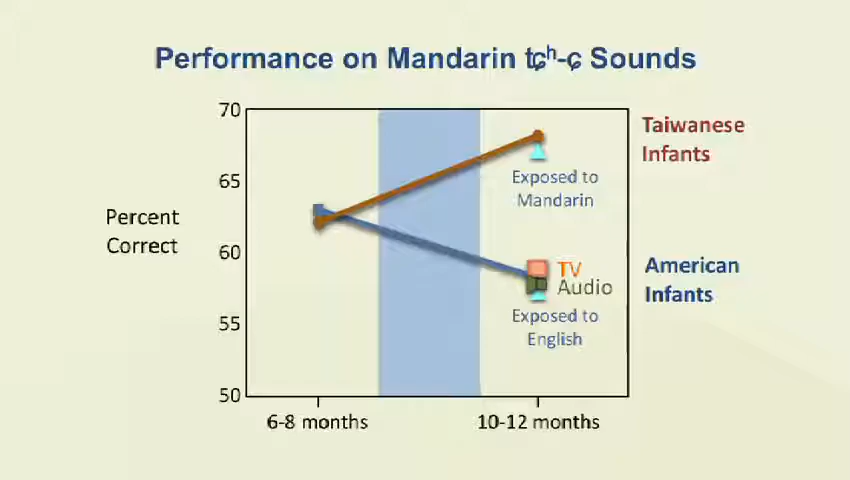 Performance on Mandarin tɕʰ-ɕ Sounds
70
65
60
55
50
Percent
Correct
Taiwanese
Infants
Exposed to
Mandarin
TV
Audio
American
Infants
Exposed to
English
6-8 months
10-12 months